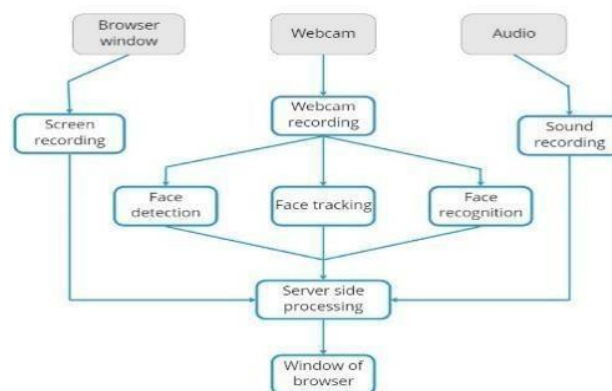 Browser
window
Webcam
Audio
Webcam
recording
Screen
recording
Sound
recording
Face
detection
Face tracking
Face
recognition
Server side
processing
Window of
browser